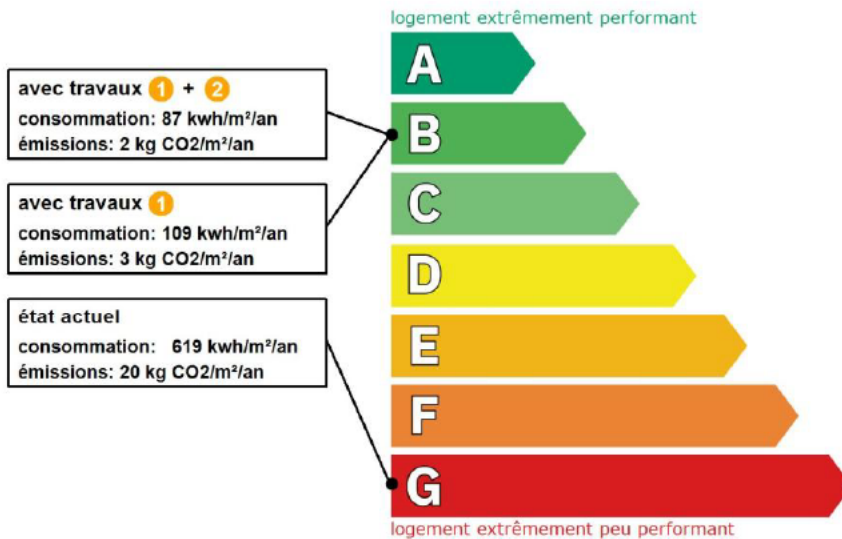 logement extrêmement performant
avec travaux 1 + 2
consommation: 87 kwh/m²/an
émissions: 2 kg CO2/m²/an
avec travaux 1
consommation: 109 kwh/m²/an
émissions: 3 kg CO2/m²/an
état actuel
consommation: 619 kwh/m²/an
émissions: 20 kg CO2/m²/an
A
B
C
D
E
F
G
logement extrêmement peu performant